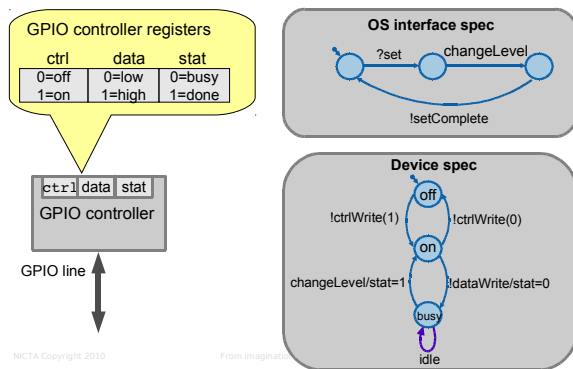 GPIO controller registers
ctrl data stat
0=off 0=low 0=busy
1=on 1=high 1=done
ctrl data stat
GPIO controller
GPIO line
OS interface spec
?set
changeLevel
!setComplete
Device spec
off
!ctrlWrite(1)
!ctrlWrite(0)
on
changeLevel/stat=1
!dataWrite/stat=0
busy
idle
NICTA Copyright 2010
From imagination